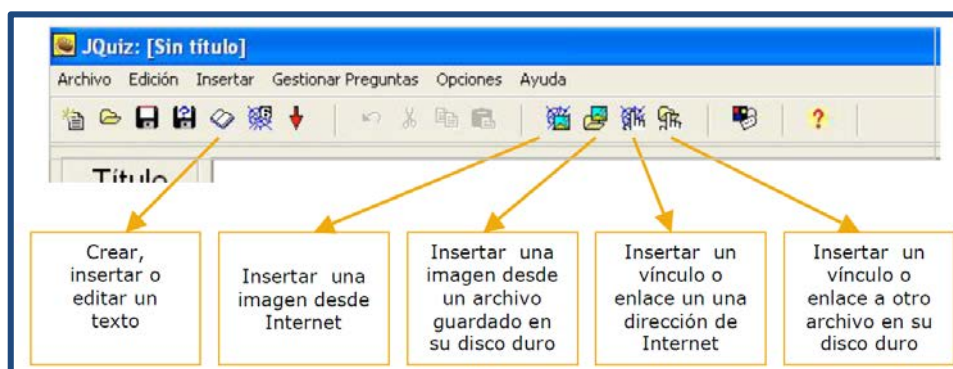 JQuiz: [Sin título]
Archivo Edición Insertar Gestionar Preguntas Opciones Ayuda
Título
Crear,
insertar o
editar un
texto
Insertar una
imagen desde
Internet
Insertar una
imagen desde
un archivo
guardado en
su disco duro
Insertar un
vínculo o
enlace un una
dirección de
Internet
Insertar un
vínculo o
enlace a otro
archivo en su
disco duro